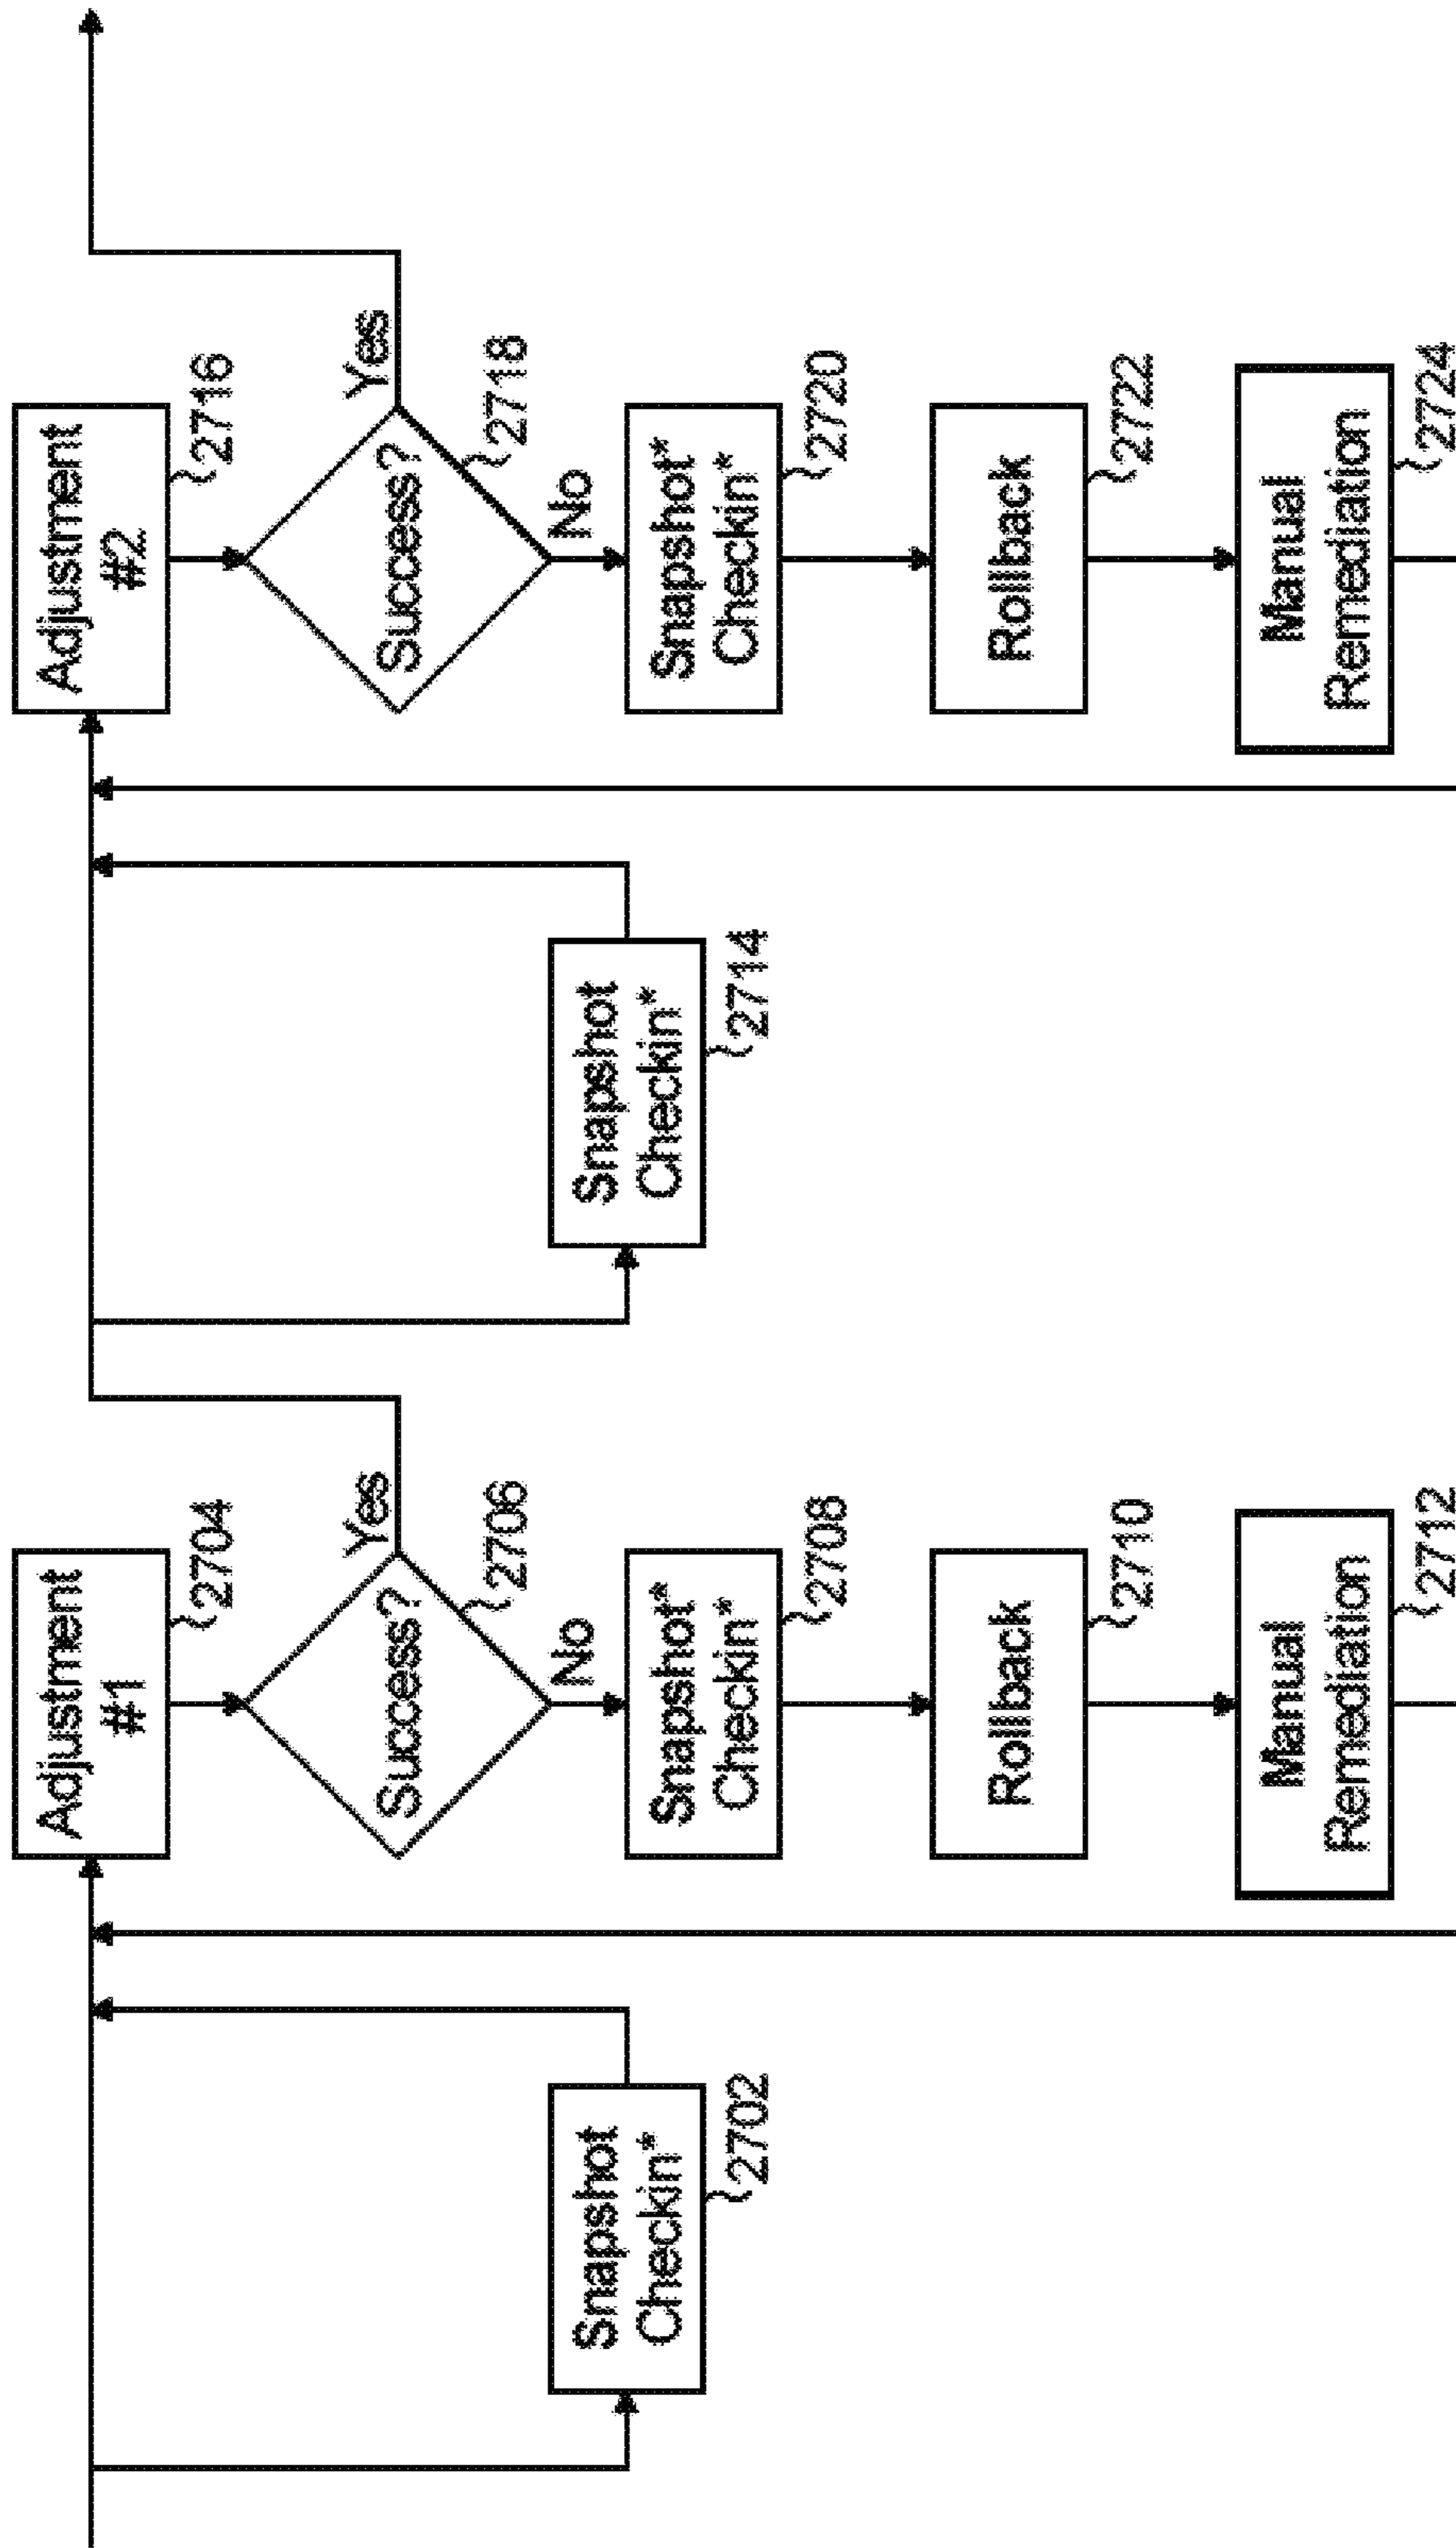 Snapshot
Checkin*
2702
Adjustment
#1
2704
Success?
2706
Yes
No
Snapshot*
Checkin*
2708
Rollback
2710
Manual
Remediation
2712
Snapshot
Checkin*
2714
Adjustment
#2
2716
Success?
2718
Yes
No
Snapshot*
Checkin*
2720
Rollback
2722
Manual
Remediation
2724